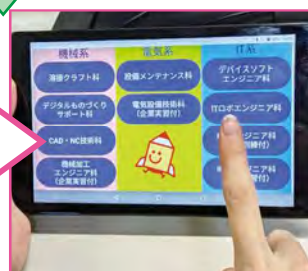 機械系
溶接クラフト科
デジタルものづくり
サポート科
CAD・NC技術科
機械加工
エンジニア科
(企業実習付)
電気系
設備メンテナンス科
電気設備技術科
(企業実習付)
IT系
デバイスソフト
エンジニア科
ITロボエンジニア科
ニア科
ニア科